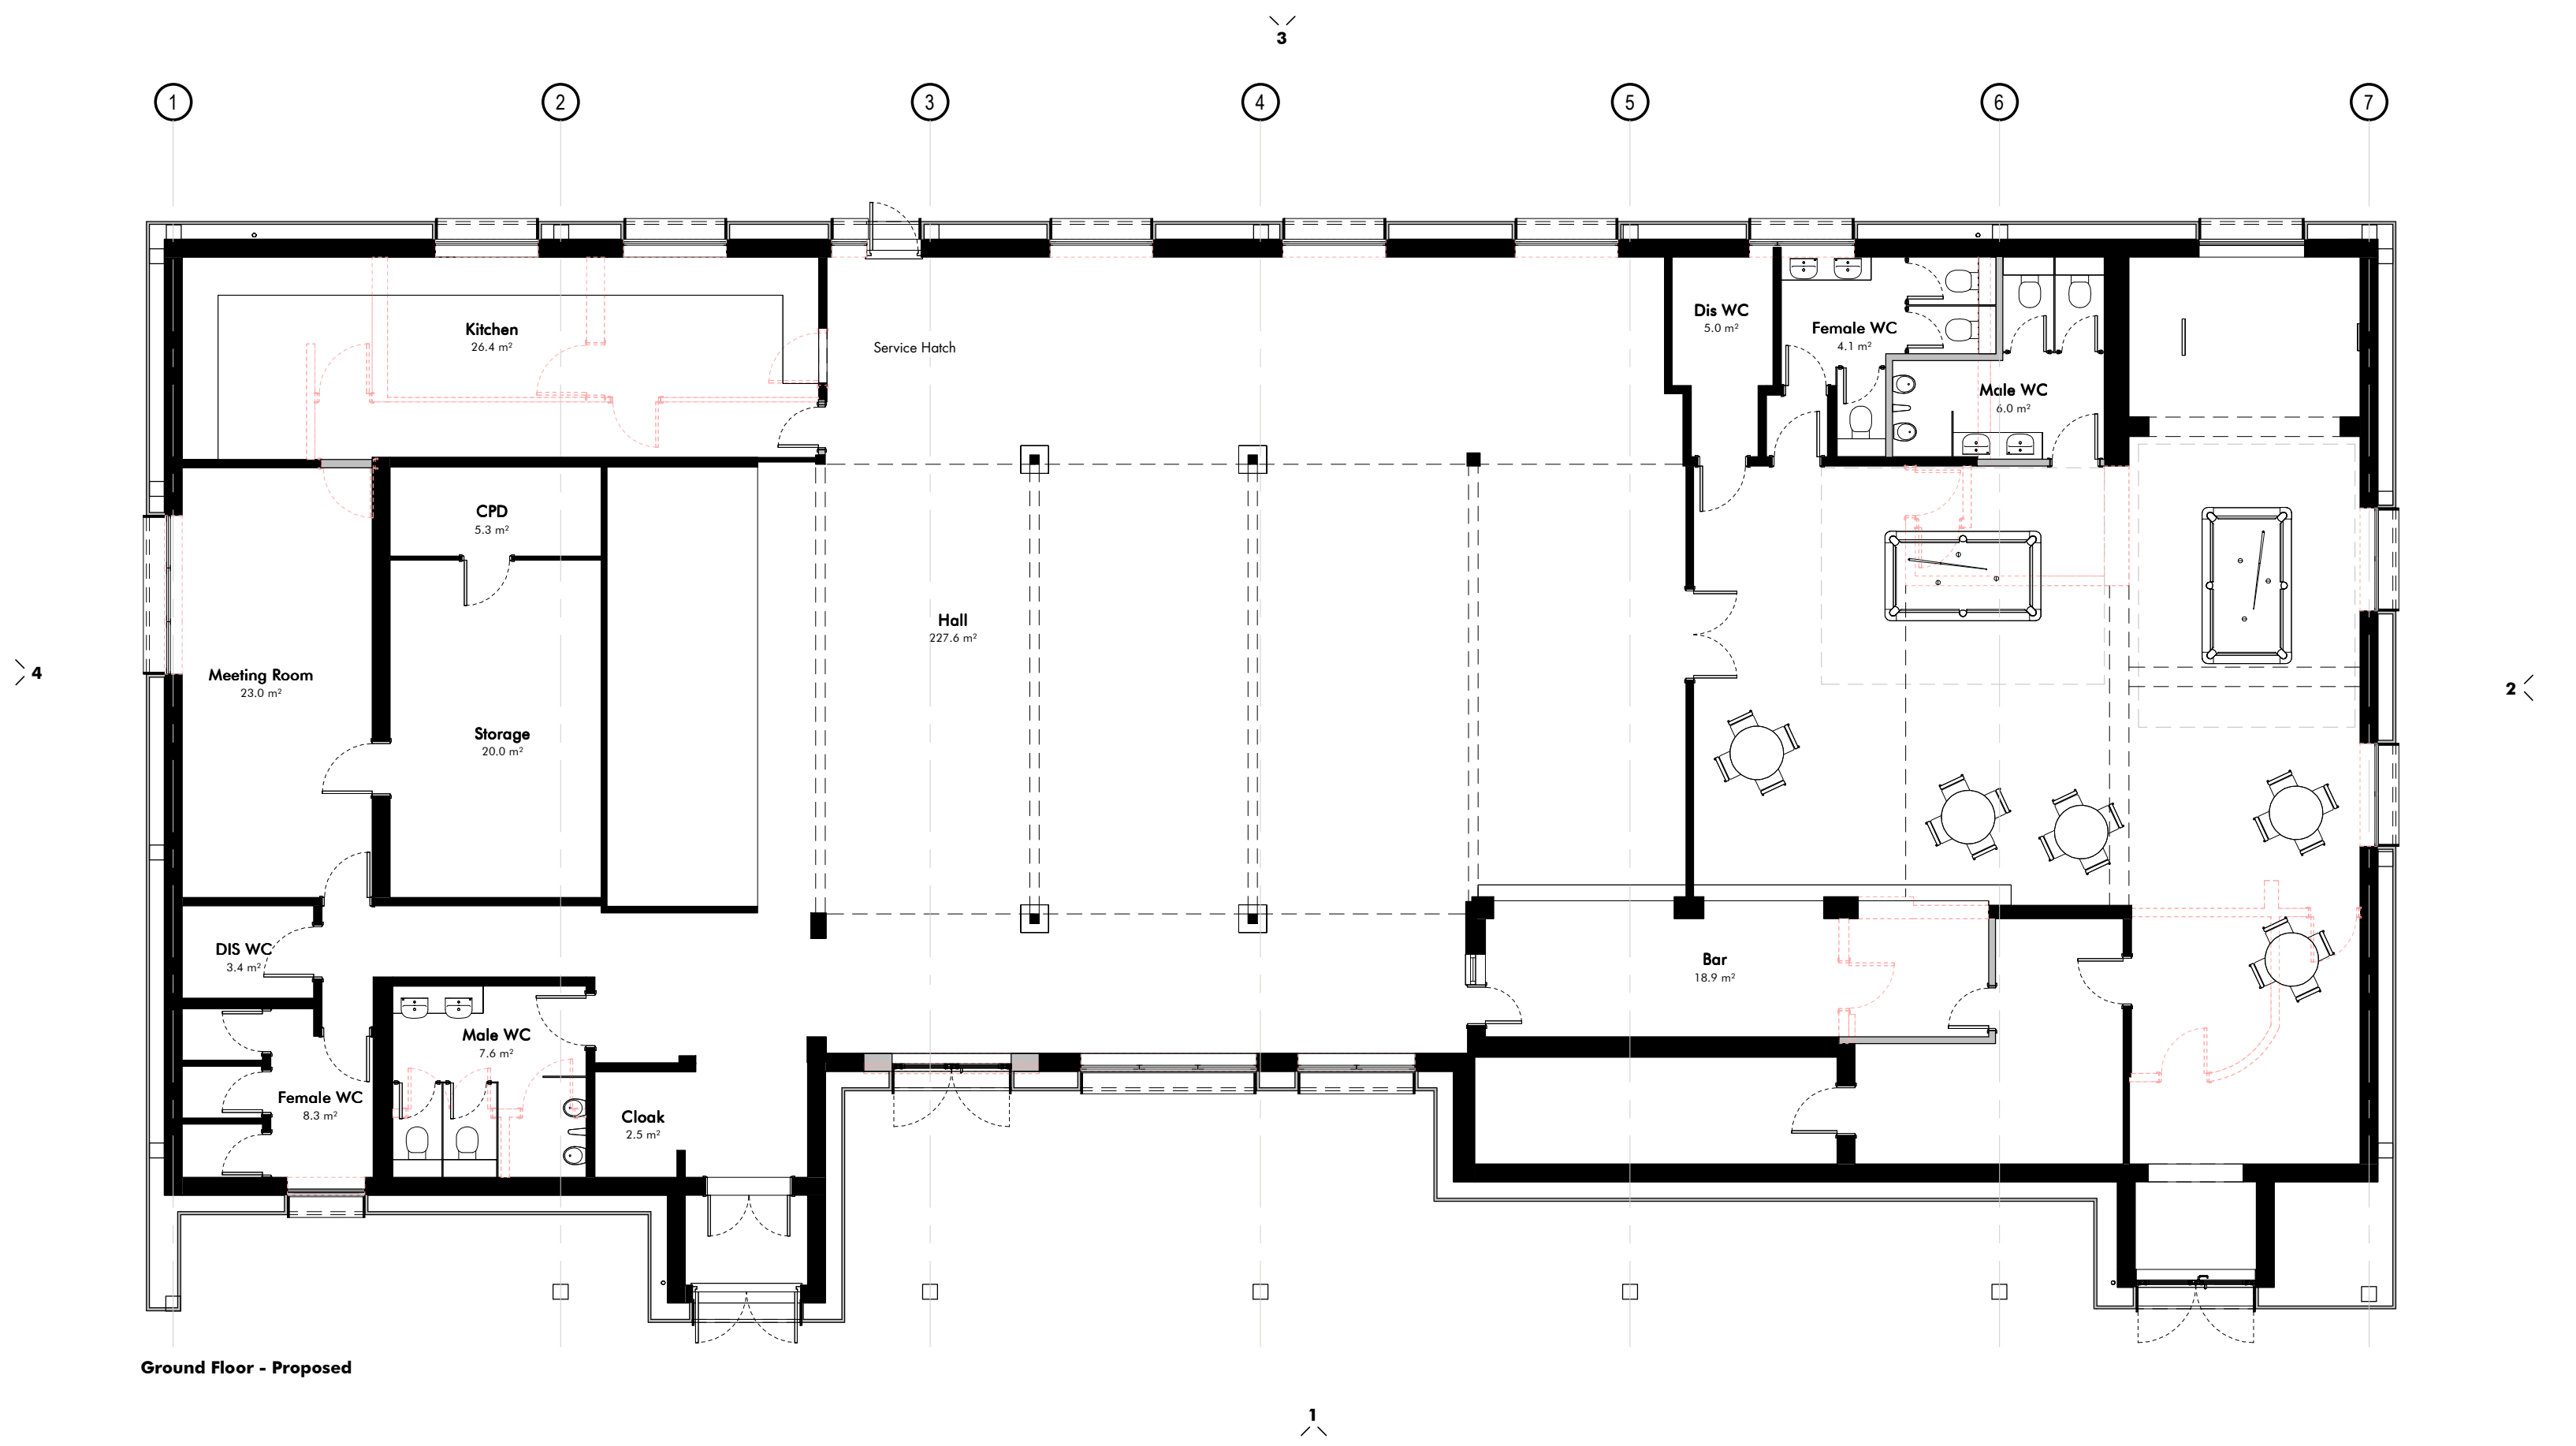 3
1
2
3
4
5
6
7
Kitchen
26.4 m²
Service Hatch
Dis WC
5.0 m²
Female WC
4.1 m²
Male WC
6.0 m²
CPD
5.3 m²
Hall
227.6 m²
4
Meeting Room
23.0 m²
2
Storage
20.0 m²
DIS WC
3.4 m²
Bar
18.9 m²
Male WC
7.6 m²
Female WC
8.3 m²
Cloak
2.5 m²
Ground Floor - Proposed
1